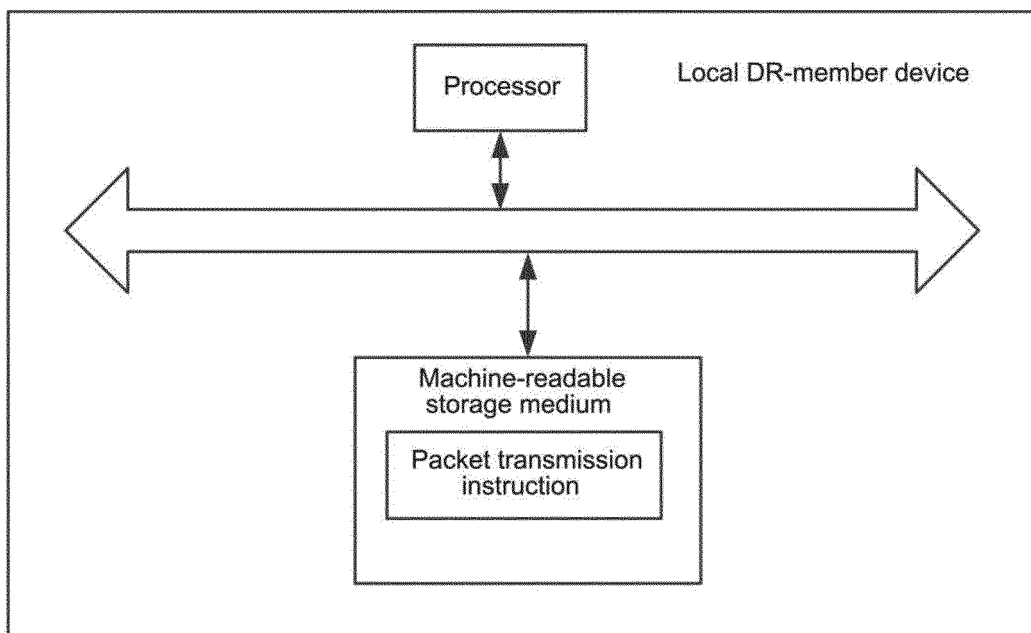 Processor
Local DR-member device
Machine-readable
storage medium
Packet transmission
instruction